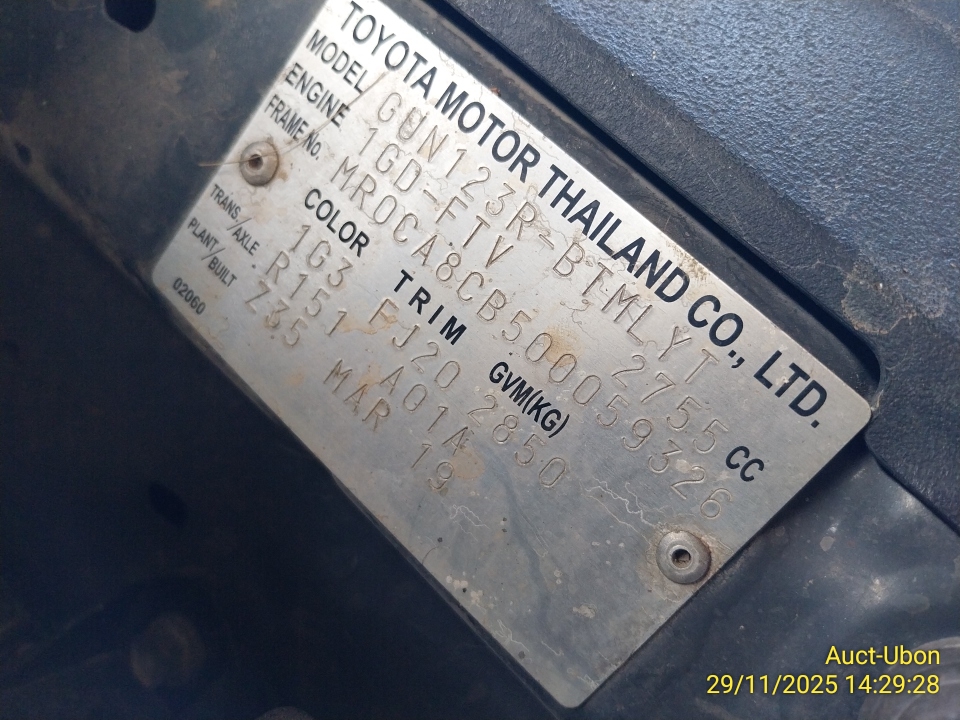 TOYOTA MOTOR THAILAND CO., LTD.
MODEL GUN123R-BTMLYT
ENGINE 1GD-FTV 2755 CC
FRAME No. MR0CA8CB500059326
COLOR TRIM GVM(KG)
1G3 FJ20 2850
TRANS/AXLE R151 A01A
PLANT/BUILT Z35 MAR 19
02060
Auct-Ubon
29/11/2025 14:29:28